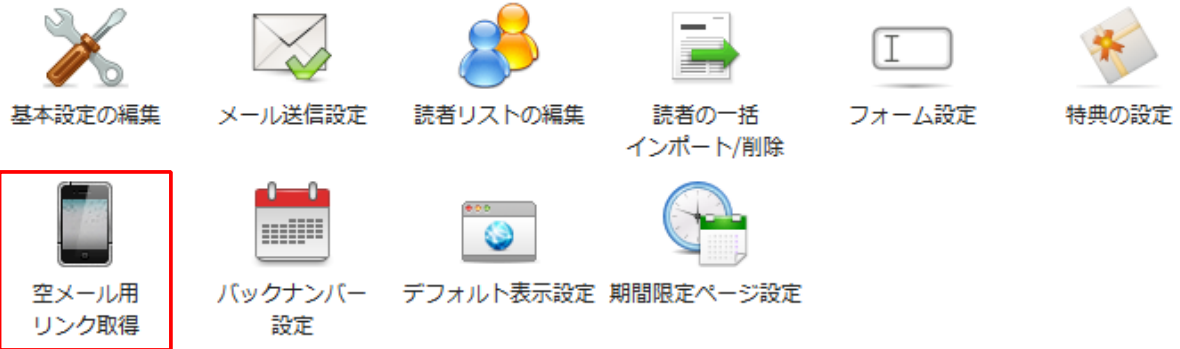 基本設定の編集
メール送信設定
読者リストの編集
読者の一括
インポート/削除
フォーム設定
特典の設定
空メール用
リンク取得
バックナンバー
設定
デフォルト表示設定
期間限定ページ設定